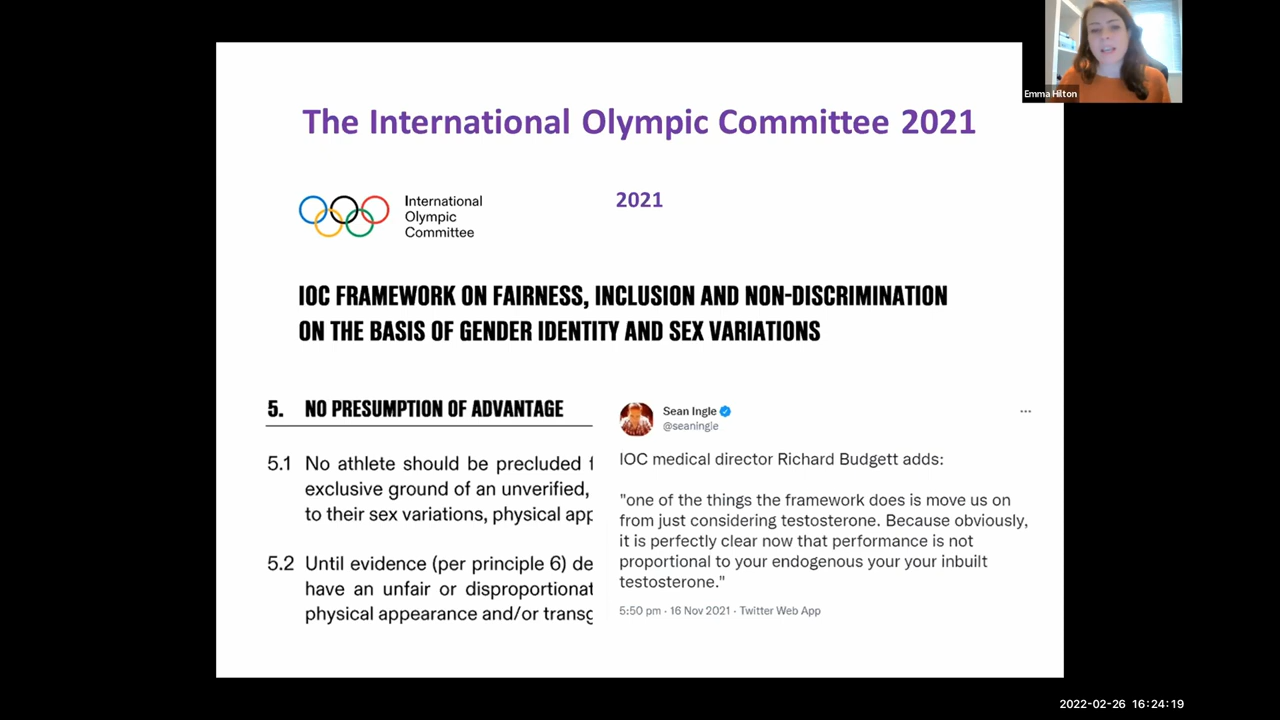 Emma Hilton
The International Olympic Committee 2021
2021
International
Olympic
Committee
IOC FRAMEWORK ON FAIRNESS, INCLUSION AND NON-DISCRIMINATION
ON THE BASIS OF GENDER IDENTITY AND SEX VARIATIONS
5. NO PRESUMPTION OF ADVANTAGE
5.1 No athlete should be precluded f
exclusive ground of an unverified,
to their sex variations, physical app
5.2 Until evidence (per principle 6) de
have an unfair or disproportionat
physical appearance and/or transg
Sean Ingle
@seaningle
IOC medical director Richard Budgett adds:
"one of the things the framework does is move us on
from just considering testosterone. Because obviously,
it is perfectly clear now that performance is not
proportional to your endogenous your your inbuilt
testosterone."
5:50 pm · 16 Nov 2021 · Twitter Web App
2022-02-26 16:24:19